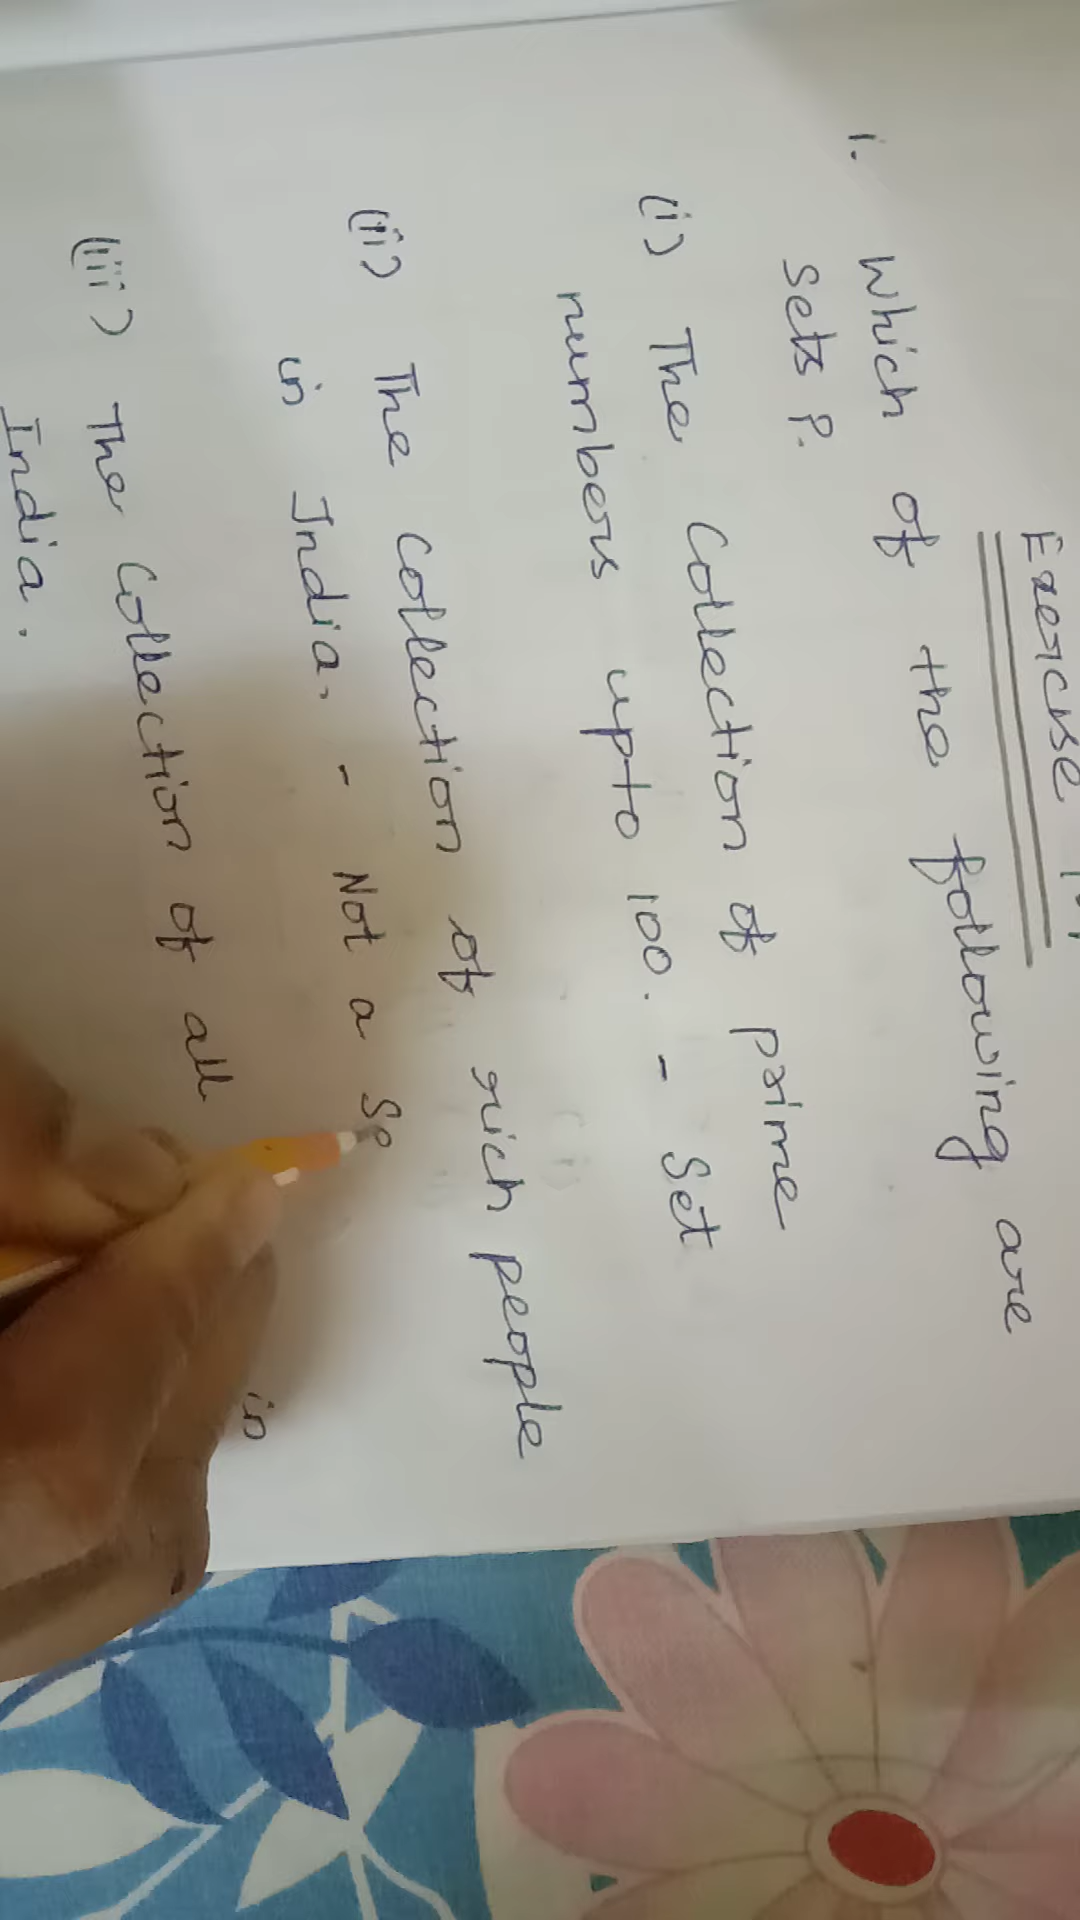 Exercise
1. Which of the following are
sets ?.
(i) The Collection of prime
numbers upto 100. - Set
(ii) The Collection of rich people
in India. - Not a Se
(iii) The Collection of all in
India.